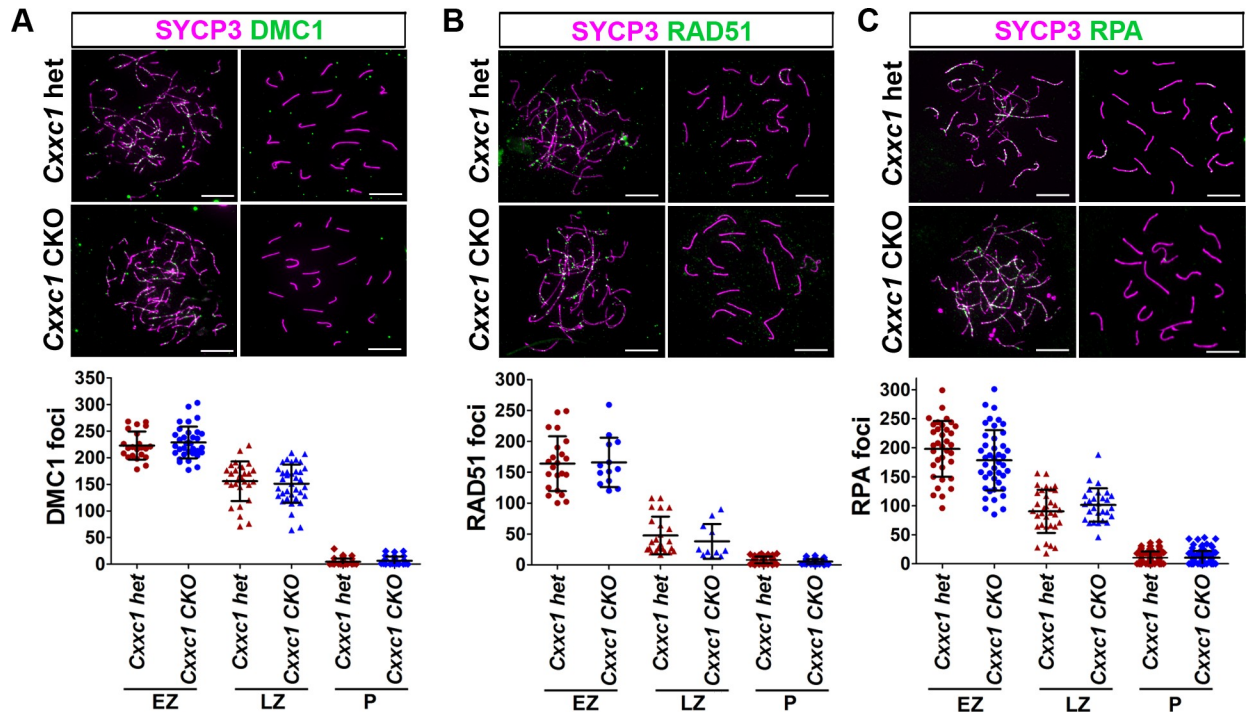 A
SYCP3 DMC1
Cxxc1 het
Cxxc1 CKO
DMC1 foci
350
300
250
200
150
100
50
0
Cxxc1 het
Cxxc1 CKO
Cxxc1 het
Cxxc1 CKO
Cxxc1 het
Cxxc1 CKO
EZ
LZ
P
B
SYCP3 RAD51
Cxxc1 het
Cxxc1 CKO
RAD51 foci
300
250
200
150
100
50
0
Cxxc1 het
Cxxc1 CKO
Cxxc1 het
Cxxc1 CKO
Cxxc1 het
Cxxc1 CKO
EZ
LZ
P
C
SYCP3 RPA
Cxxc1 het
Cxxc1 CKO
RPA foci
300
250
200
150
100
50
0
Cxxc1 het
Cxxc1 CKO
Cxxc1 het
Cxxc1 CKO
Cxxc1 het
Cxxc1 CKO
EZ
LZ
P